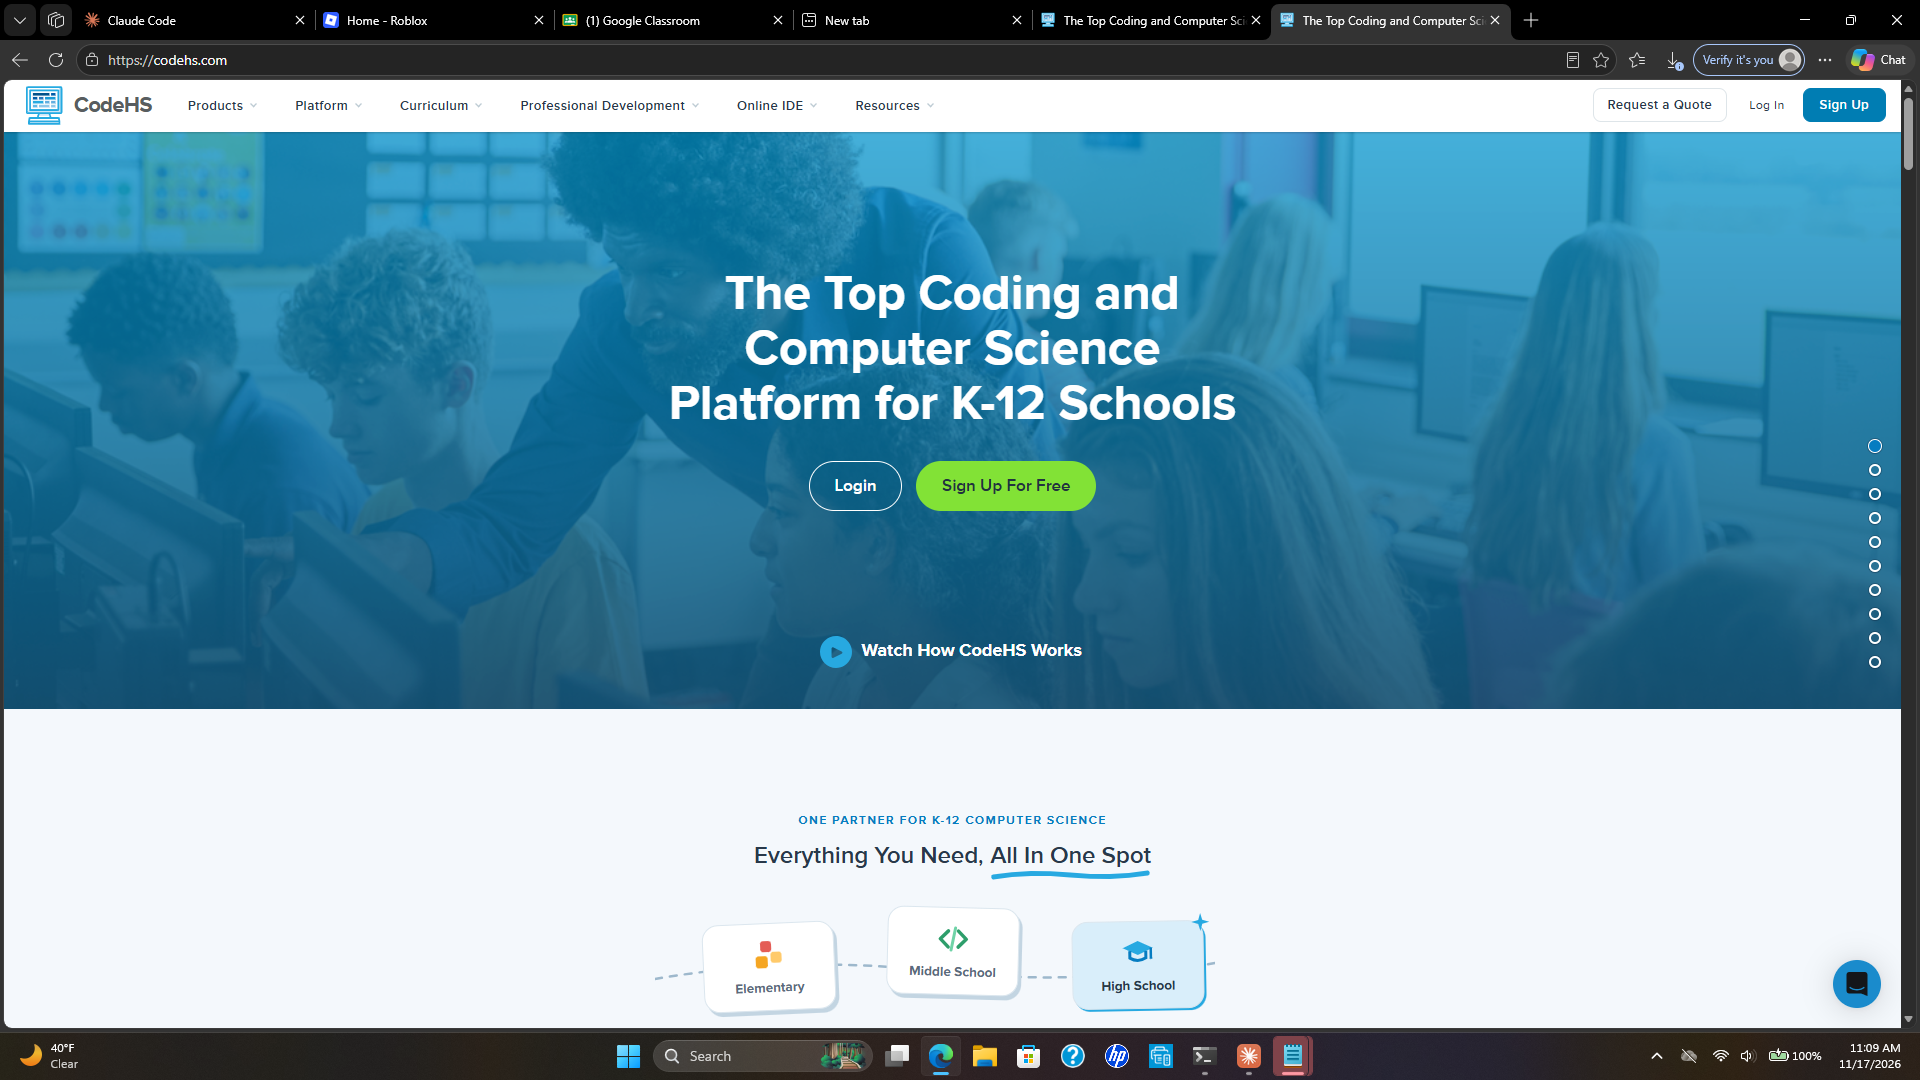 Claude Code
Home - Roblox
(1) Google Classroom
New tab
The Top Coding and Computer Sci
The Top Coding and Computer Sci
https://codehs.com
Verify it's you
Chat
CodeHS
Products
Platform
Curriculum
Professional Development
Online IDE
Resources
Request a Quote
Log In
Sign Up
The Top Coding and
Computer Science
Platform for K-12 Schools
Login
Sign Up For Free
Watch How CodeHS Works
ONE PARTNER FOR K-12 COMPUTER SCIENCE
Everything You Need, All In One Spot
Elementary
Middle School
High School
40°F
Clear
Search
hp
100%
11:09 AM
11/17/2026